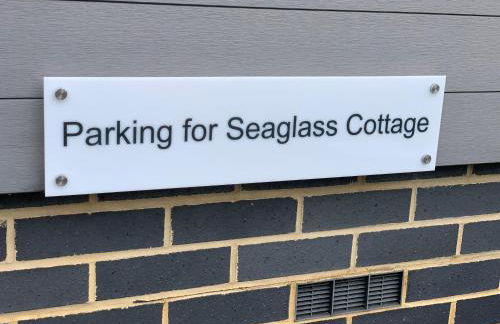 Parking for Seaglass Cottage